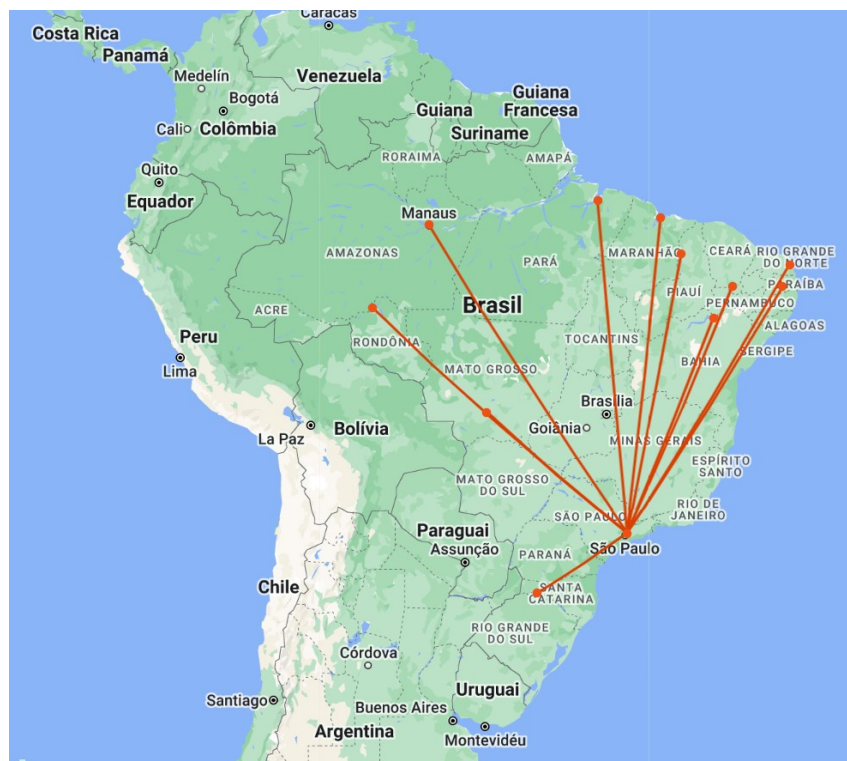 Caracas
Costa Rica
Panamá
Medelín
Venezuela
Bogotá
Guiana
Francesa
Cali
Colômbia
Guiana
Suriname
RORAIMA
AMAPÁ
Quito
Equador
Manaus
AMAZONAS
PARÁ
MARANHÃO
CEARÁ
RIO GRANDE
DO NORTE
PIAUÍ
PARAÍBA
PERNAMBUCO
ACRE
Brasil
ALAGOAS
Peru
RONDÔNIA
TOCANTINS
SERGIPE
Lima
MATO GROSSO
BAHIA
Brasília
La Paz
Bolívia
Goiânia
MINAS GERAIS
ESPÍRITO
SANTO
MATO GROSSO
DO SUL
RIO DE
JANEIRO
SÃO PAULO
Paraguai
Assunção
São Paulo
PARANÁ
Chile
SANTA
CATARINA
RIO GRANDE
DO SUL
Córdova
Uruguai
Santiago
Buenos Aires
Argentina
Montevidéu